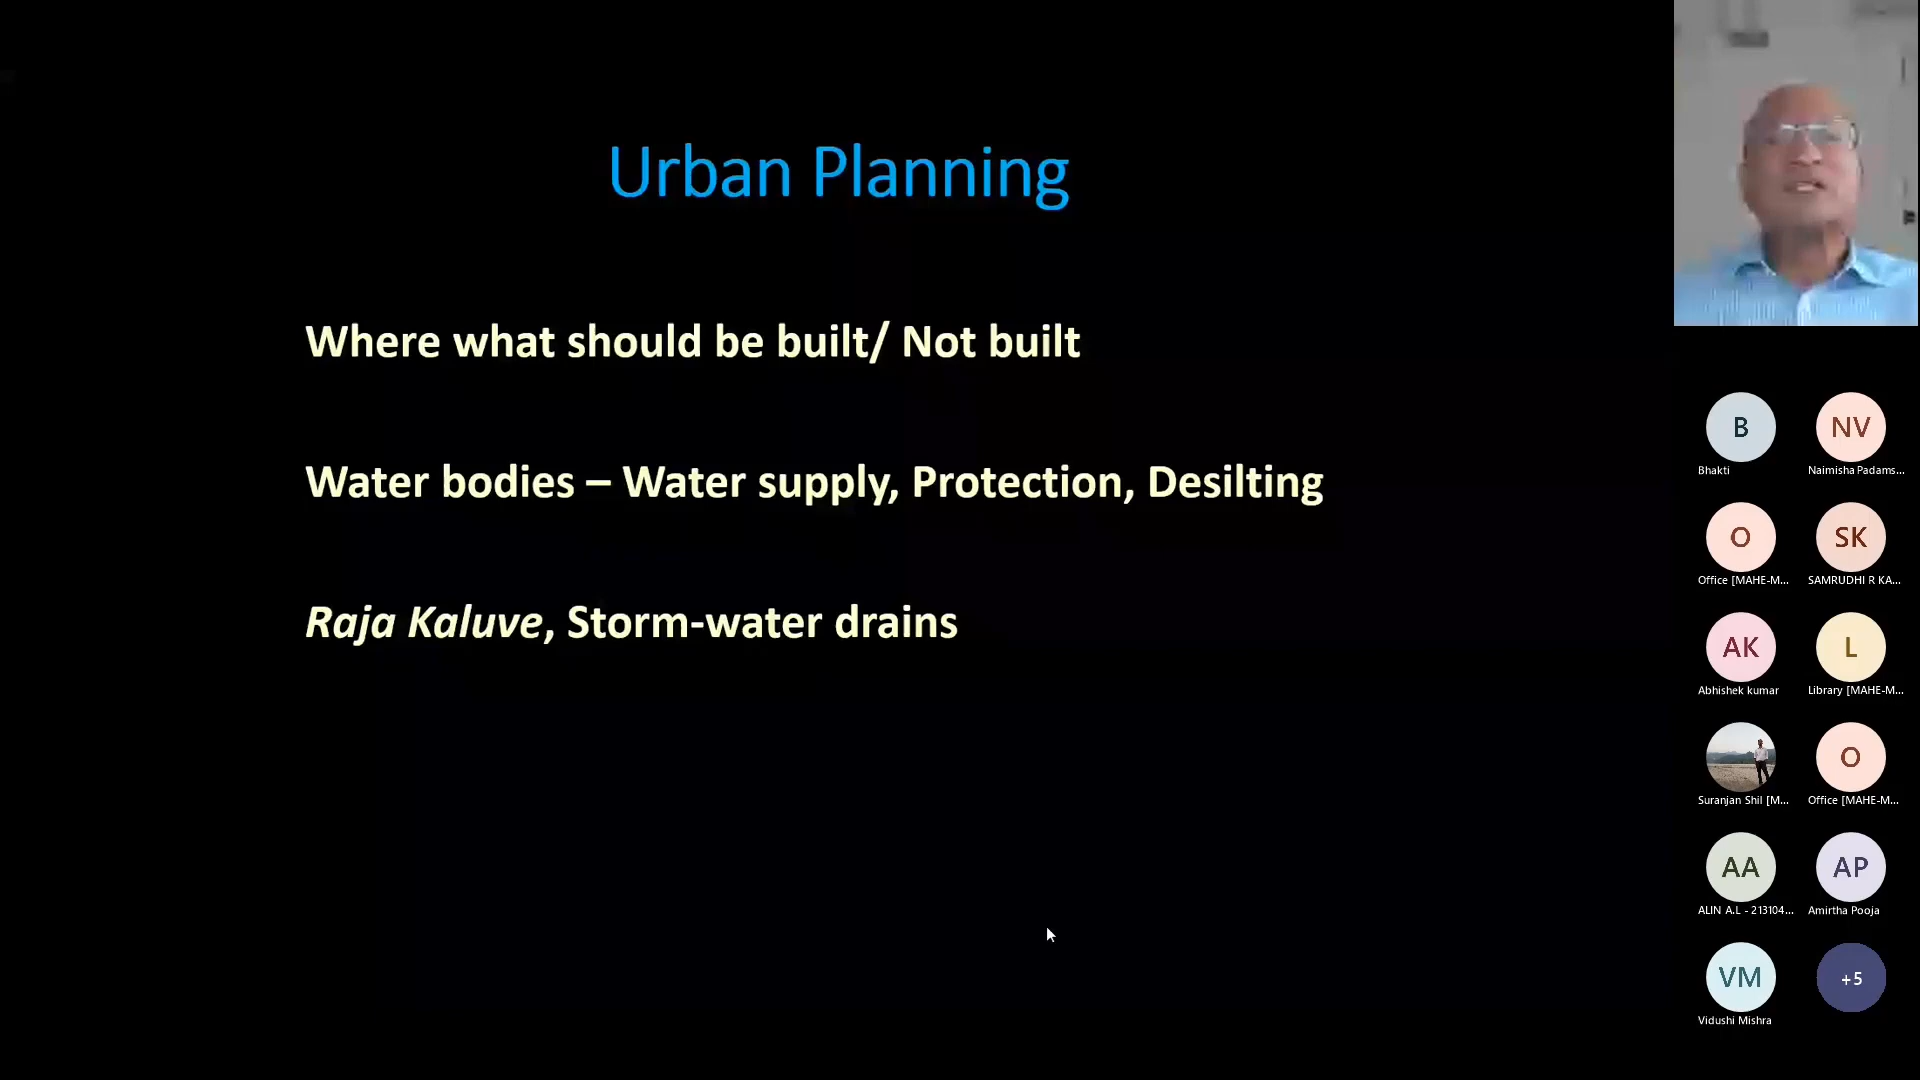 Urban Planning
Where what should be built/ Not built
Water bodies – Water supply, Protection, Desilting
Raja Kaluve, Storm-water drains
B
NV
Bhakti
Naimisha Padams...
O
SK
Office [MAHE-M...
SAMRUDHI R KA...
AK
L
Abhishek kumar
Library [MAHE-M...
O
Suranjan Shil [M...
Office [MAHE-M...
AA
AP
ALIN A.L - 213104...
Amirtha Pooja
VM
+5
Vidushi Mishra